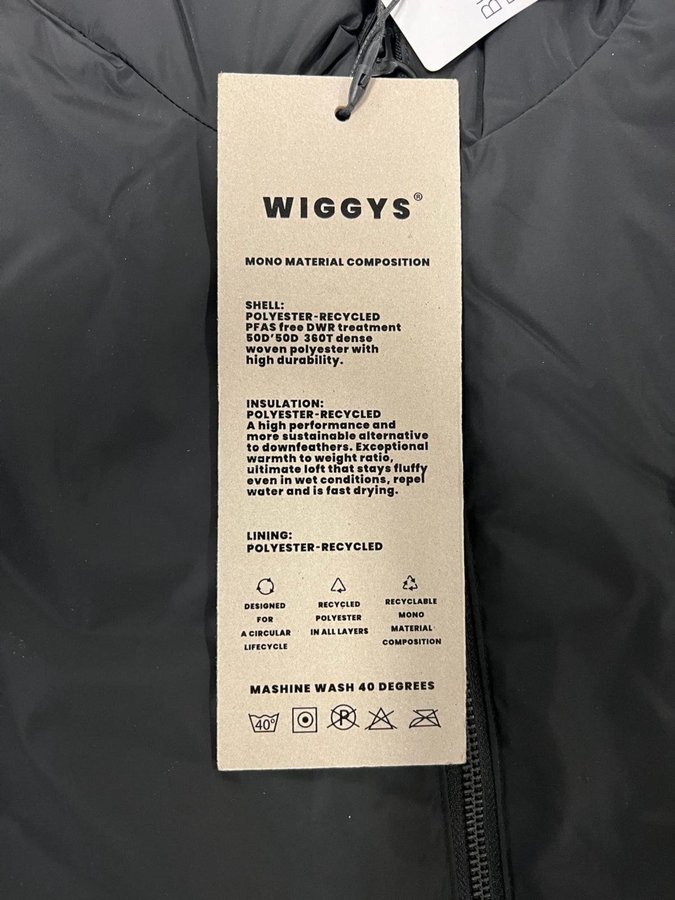 WIGGYS®
MONO MATERIAL COMPOSITION
SHELL:
POLYESTER-RECYCLED
PFAS free DWR treatment
50D'50D 360T dense
woven polyester with
high durability.
INSULATION:
POLYESTER-RECYCLED
A high performance and
more sustainable alternative
to downfeathers. Exceptional
warmth to weight ratio,
ultimate loft that stays fluffy
even in wet conditions, repel
water and is fast drying.
LINING:
POLYESTER-RECYCLED
DESIGNED
FOR
A CIRCULAR
LIFECYCLE
RECYCLED
POLYESTER
IN ALL LAYERS
RECYCLABLE
MONO
MATERIAL
COMPOSITION
MASHINE WASH 40 DEGREES
40° P